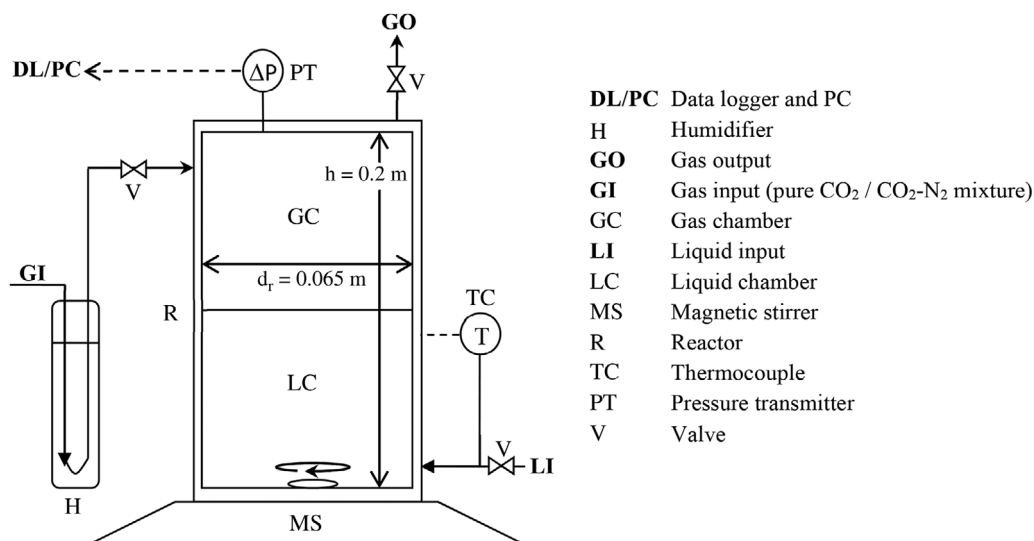 GO
DL/PC
ΔP PT
V
h = 0.2 m
V
GC
GI
dᵣ = 0.065 m
TC
R
T
LC
V
LI
H
MS
DL/PC Data logger and PC
H Humidifier
GO Gas output
GI Gas input (pure CO₂ / CO₂-N₂ mixture)
GC Gas chamber
LI Liquid input
LC Liquid chamber
MS Magnetic stirrer
R Reactor
TC Thermocouple
PT Pressure transmitter
V Valve